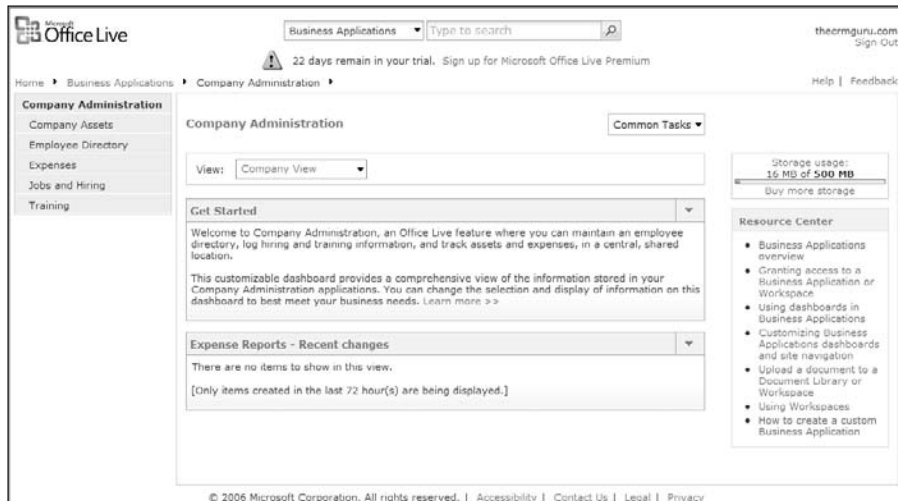 Microsoft
Office Live
Business Applications
Type to search
thecrmguru.com
Sign Out
22 days remain in your trial. Sign up for Microsoft Office Live Premium
Home Business Applications Company Administration
Help | Feedback
Company Administration
Company Assets
Employee Directory
Expenses
Jobs and Hiring
Training
Company Administration
Common Tasks
View: Company View
Get Started
Welcome to Company Administration, an Office Live feature where you can maintain an employee
directory, log hiring and training information, and track assets and expenses, in a central, shared
location.
This customizable dashboard provides a comprehensive view of the information stored in your
Company Administration applications. You can change the selection and display of information on this
dashboard to best meet your business needs. Learn more >>
Expense Reports - Recent changes
There are no items to show in this view.
[Only items created in the last 72 hour(s) are being displayed.]
Storage usage:
16 MB of 500 MB
Buy more storage
Resource Center
• Business Applications
overview
• Granting access to a
Business Application or
Workspace
• Using dashboards in
Business Applications
• Customizing Business
Applications dashboards
and site navigation
• Upload a document to a
Document Library or
Workspace
• Using Workspaces
• How to create a custom
Business Application
© 2006 Microsoft Corporation. All rights reserved. | Accessibility | Contact Us | Legal | Privacy